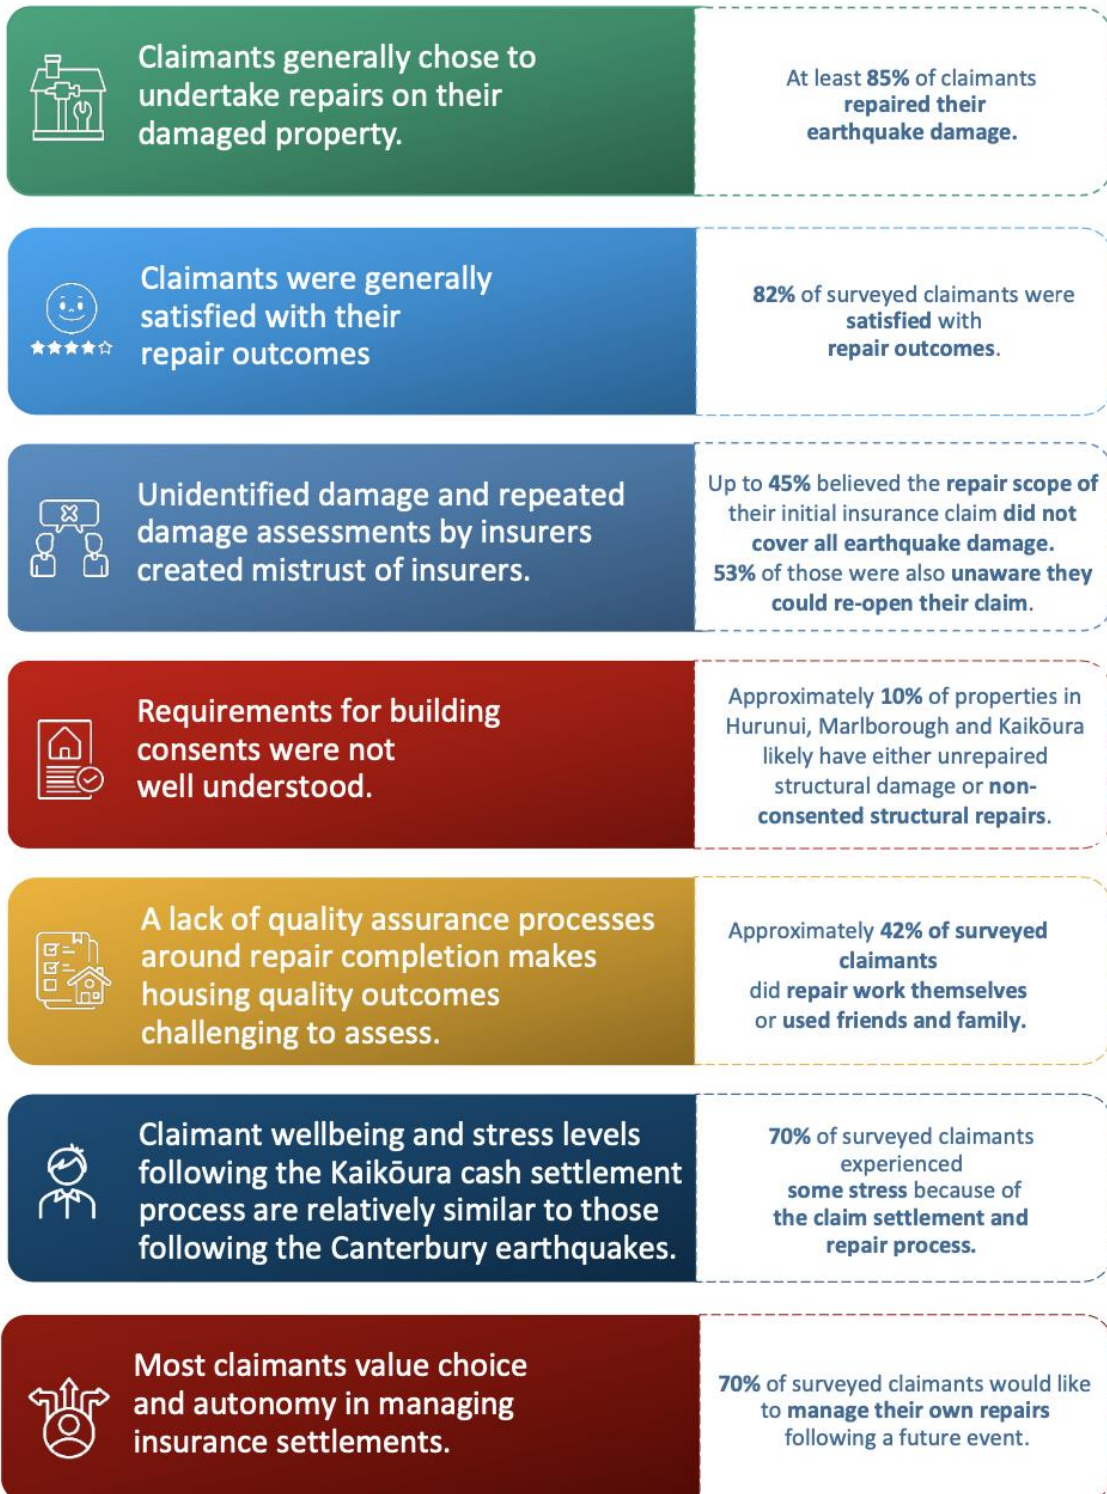 Claimants generally chose to
undertake repairs on their
damaged property.
At least 85% of claimants
repaired their
earthquake damage.
Claimants were generally
satisfied with their
repair outcomes
82% of surveyed claimants were
satisfied with
repair outcomes.
Unidentified damage and repeated
damage assessments by insurers
created mistrust of insurers.
Up to 45% believed the repair scope of
their initial insurance claim did not
cover all earthquake damage.
53% of those were also unaware they
could re-open their claim.
Requirements for building
consents were not
well understood.
Approximately 10% of properties in
Hurunui, Marlborough and Kaikōura
likely have either unrepaired
structural damage or non-
consented structural repairs.
A lack of quality assurance processes
around repair completion makes
housing quality outcomes
challenging to assess.
Approximately 42% of surveyed
claimants
did repair work themselves
or used friends and family.
Claimant wellbeing and stress levels
following the Kaikōura cash settlement
process are relatively similar to those
following the Canterbury earthquakes.
70% of surveyed claimants
experienced
some stress because of
the claim settlement and
repair process.
Most claimants value choice
and autonomy in managing
insurance settlements.
70% of surveyed claimants would like
to manage their own repairs
following a future event.